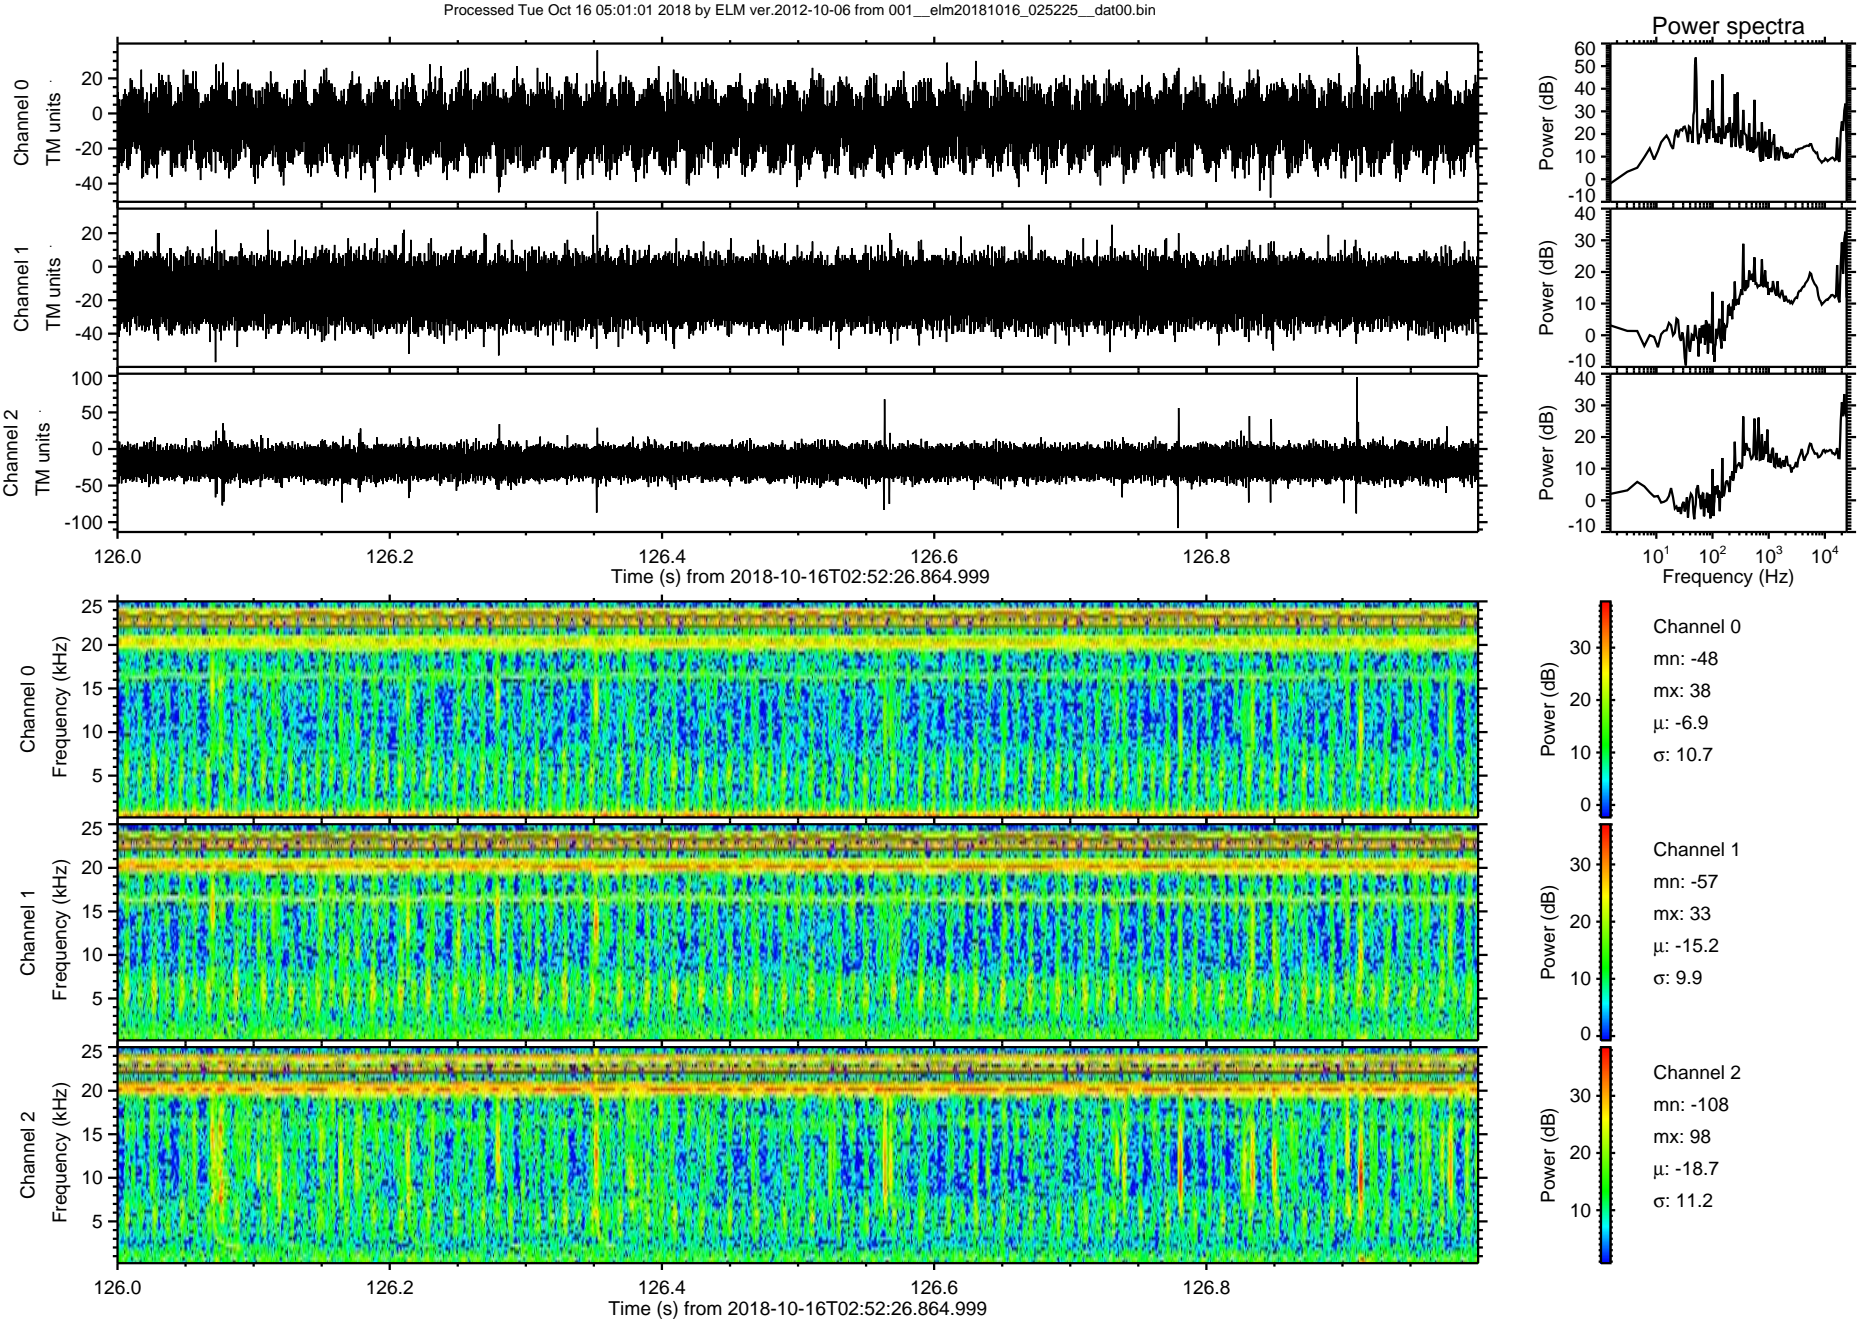 Processed Tue Oct 16 05:01:01 2018 by ELM ver.2012-10-06 from 001__elm20181016_025225__dat00.bin
Power spectra
Channel 0
TM units
20
0
-20
-40
Channel 1
TM units
20
0
-20
-40
Channel 2
TM units
100
50
0
-50
-100
126.0 126.2 126.4 126.6 126.8
Time (s) from 2018-10-16T02:52:26.864.999
Power (dB)
60
50
40
30
20
10
0
-10
Power (dB)
40
30
20
10
0
-10
Power (dB)
40
30
20
10
0
-10
10¹ 10² 10³ 10⁴
Frequency (Hz)
Channel 0
Frequency (kHz)
25
20
15
10
5
Power (dB)
30
20
10
0
Channel 0
mn: -48
mx: 38
µ: -6.9
σ: 10.7
Channel 1
Frequency (kHz)
25
20
15
10
5
Power (dB)
30
20
10
0
Channel 1
mn: -57
mx: 33
µ: -15.2
σ: 9.9
Channel 2
Frequency (kHz)
25
20
15
10
5
Power (dB)
30
20
10
Channel 2
mn: -108
mx: 98
µ: -18.7
σ: 11.2
126.0 126.2 126.4 126.6 126.8
Time (s) from 2018-10-16T02:52:26.864.999